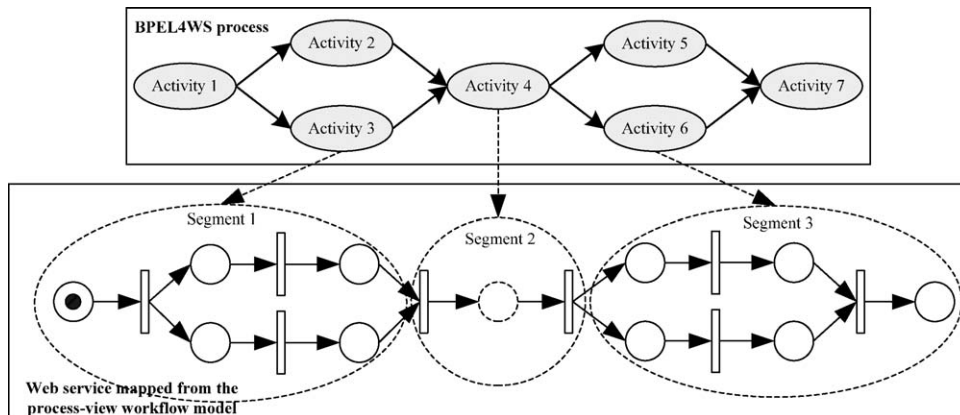 BPEL4WS process
Activity 2
Activity 5
Activity 1
Activity 4
Activity 7
Activity 3
Activity 6
Segment 1
Segment 2
Segment 3
Web service mapped from the
process-view workflow model